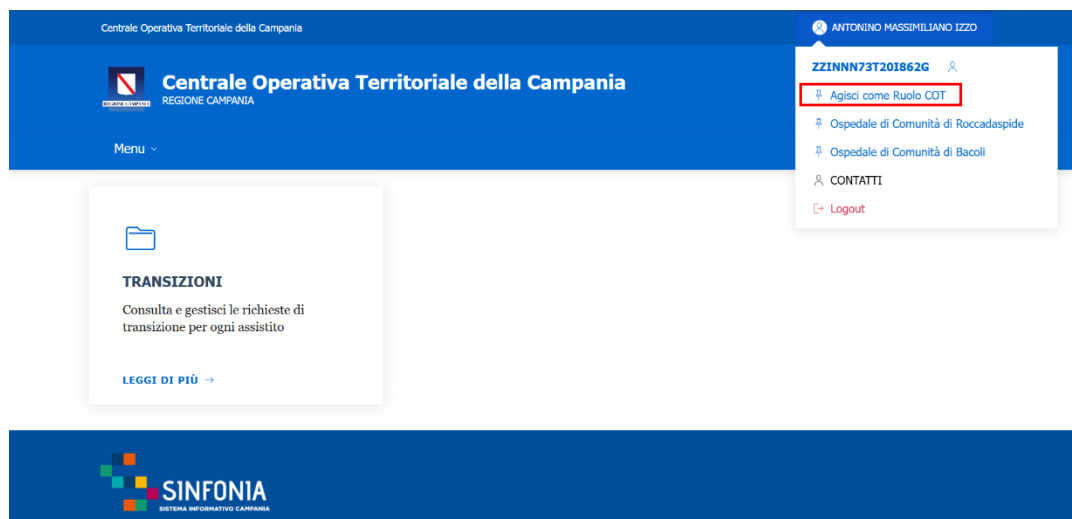 Centrale Operativa Territoriale della Campania
ANTONINO MASSIMILIANO IZZO
REGIONE CAMPANIA
Centrale Operativa Territoriale della Campania
REGIONE CAMPANIA
Menu
ZZINNN73T20I862G
Agisci come Ruolo COT
Ospedale di Comunità di Roccadaspide
Ospedale di Comunità di Bacoli
CONTATTI
Logout
TRANSIZIONI
Consulta e gestisci le richieste di
transizione per ogni assistito
LEGGI DI PIÙ →
SINFONIA
SISTEMA INFORMATIVO CAMPANIA